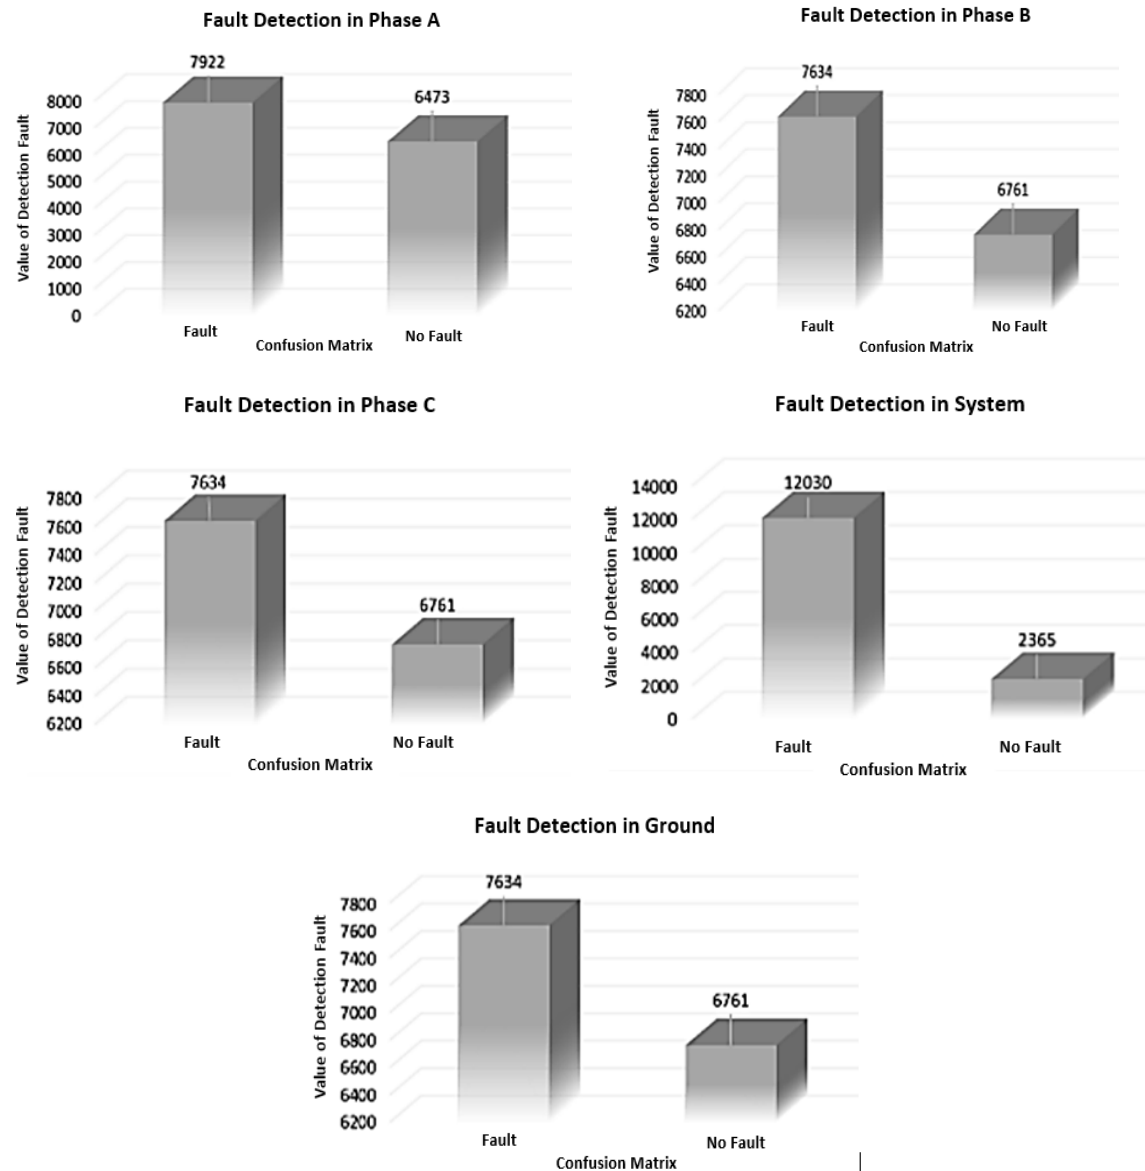 Fault Detection in Phase A
7922
6473
8000
7000
6000
5000
4000
3000
2000
1000
0
Value of Detection Fault
Fault
No Fault
Confusion Matrix
Fault Detection in Phase B
7634
6761
7800
7600
7400
7200
7000
6800
6600
6400
6200
Value of Detection Fault
Fault
No Fault
Confusion Matrix
Fault Detection in Phase C
7634
6761
7800
7600
7400
7200
7000
6800
6600
6400
6200
Value of Detection Fault
Fault
No Fault
Confusion Matrix
Fault Detection in System
12030
2365
14000
12000
10000
8000
6000
4000
2000
0
Value of Detection Fault
Fault
No Fault
Confusion Matrix
Fault Detection in Ground
7634
6761
7800
7600
7400
7200
7000
6800
6600
6400
6200
Value of Detection Fault
Fault
No Fault
Confusion Matrix